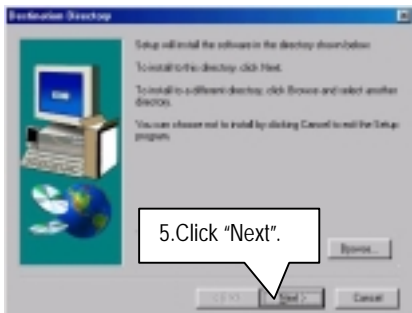 Destination Directory
Setup will install the software in the directory shown below.
To install to this directory, click Next.
To install to a different directory, click Browse and select another
directory.
You can choose not to install by clicking Cancel to exit the Setup
program.
5.Click “Next”.
Browse...
Next >
Cancel